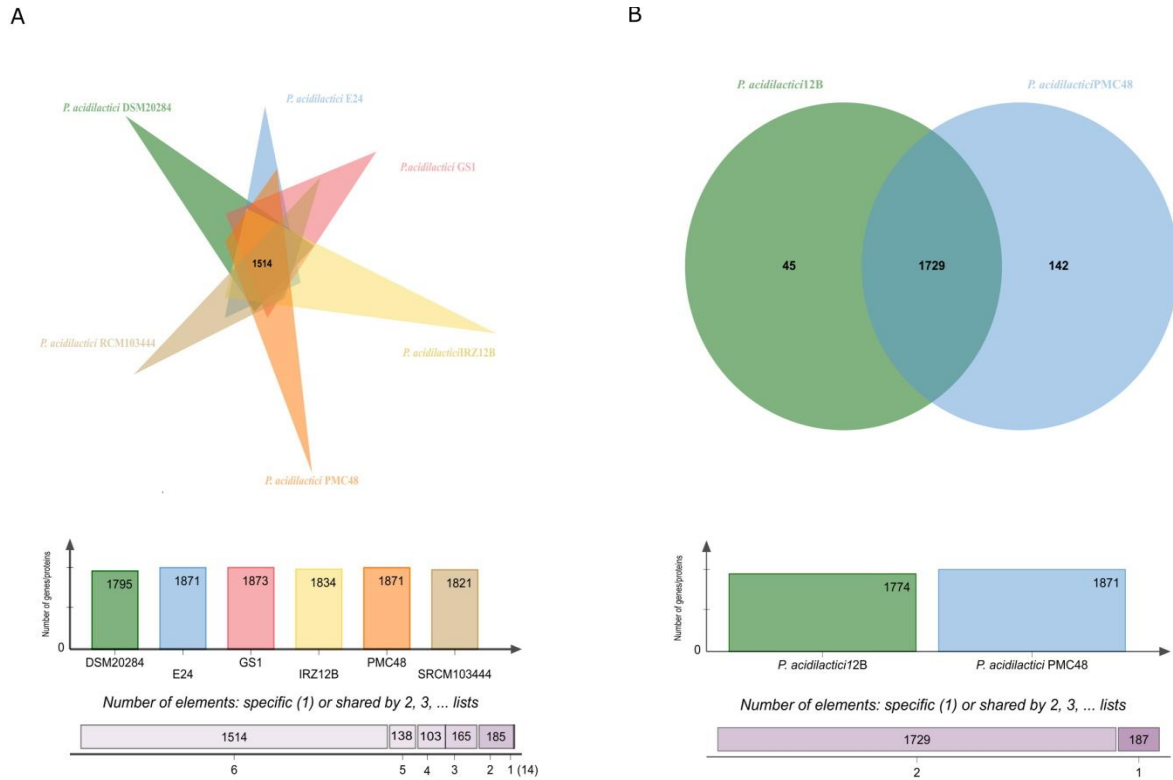 A
P. acidilactici DSM20284
P. acidilactici E24
P.acidilactici GS1
1514
P. acidilactici RCM103444
P. acidilacticiIRZ12B
P. acidilactici PMC48
Number of genes/proteins
1795
1871
1873
1834
1871
1821
0
DSM20284
E24
GS1
IRZ12B
PMC48
SRCM103444
Number of elements: specific (1) or shared by 2, 3, ... lists
1514
138
103
165
185
6
5
4
3
2
1 (14)
B
P. acidilactici12B
P. acidilacticiPMC48
45
1729
142
Number of genes/proteins
1774
1871
0
P. acidilactici12B
P. acidilactici PMC48
Number of elements: specific (1) or shared by 2, 3, ... lists
1729
187
2
1